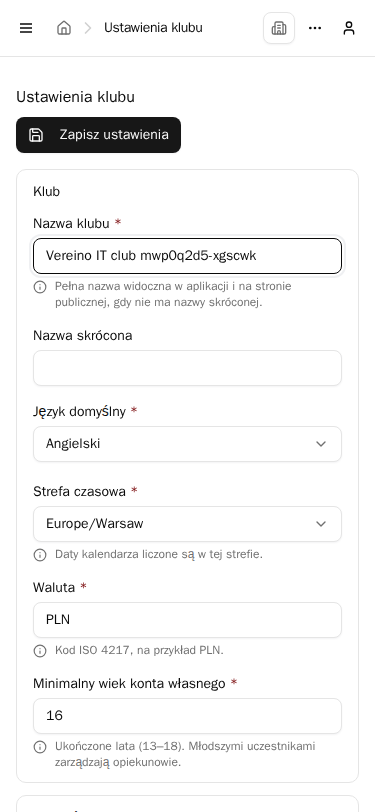 Ustawienia klubu
Ustawienia klubu
Zapisz ustawienia
Klub
Nazwa klubu *
Vereino IT club mwp0q2d5-xgscwk
Pełna nazwa widoczna w aplikacji i na stronie
publicznej, gdy nie ma nazwy skróconej.
Nazwa skrócona
Język domyślny *
Angielski
Strefa czasowa *
Europe/Warsaw
Daty kalendarza liczone są w tej strefie.
Waluta *
PLN
Kod ISO 4217, na przykład PLN.
Minimalny wiek konta własnego *
16
Ukończone lata (13–18). Młodszymi uczestnikami
zarządzają opiekunowie.